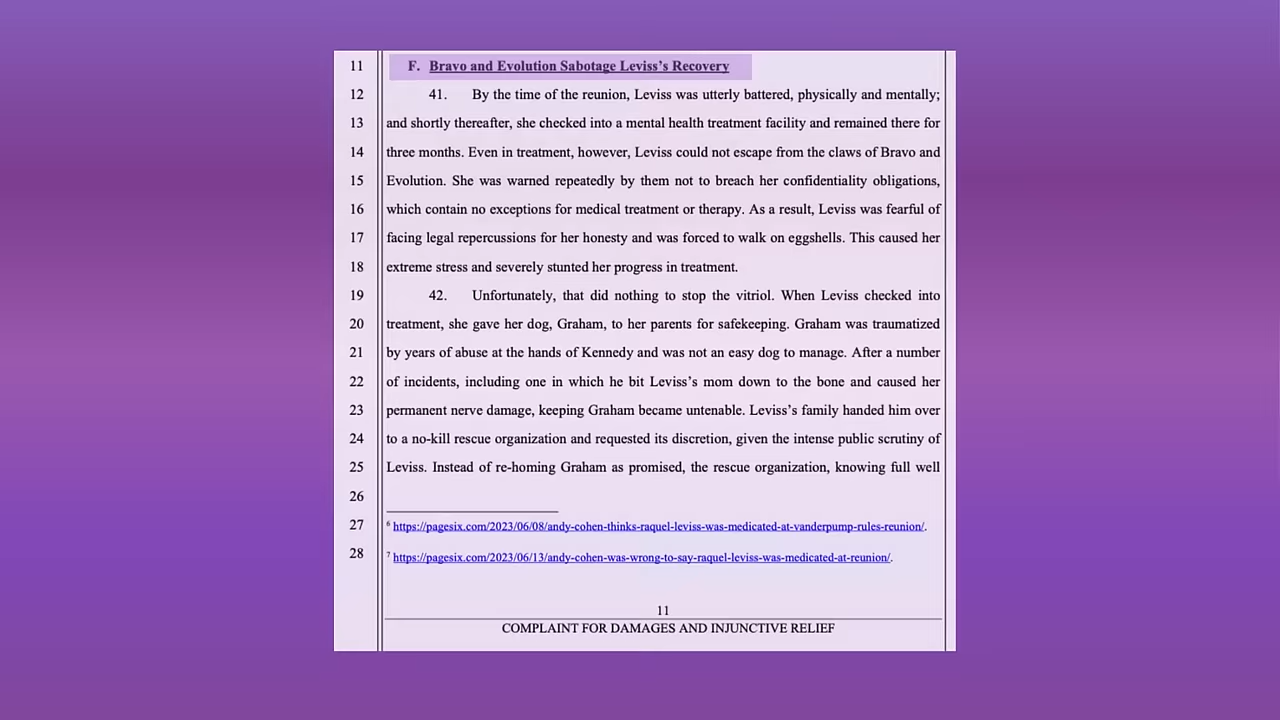 11 F. Bravo and Evolution Sabotage Leviss's Recovery
12 41. By the time of the reunion, Leviss was utterly battered, physically and mentally;
13 and shortly thereafter, she checked into a mental health treatment facility and remained there for
14 three months. Even in treatment, however, Leviss could not escape from the claws of Bravo and
15 Evolution. She was warned repeatedly by them not to breach her confidentiality obligations,
16 which contain no exceptions for medical treatment or therapy. As a result, Leviss was fearful of
17 facing legal repercussions for her honesty and was forced to walk on eggshells. This caused her
18 extreme stress and severely stunted her progress in treatment.
19 42. Unfortunately, that did nothing to stop the vitriol. When Leviss checked into
20 treatment, she gave her dog, Graham, to her parents for safekeeping. Graham was traumatized
21 by years of abuse at the hands of Kennedy and was not an easy dog to manage. After a number
22 of incidents, including one in which he bit Leviss's mom down to the bone and caused her
23 permanent nerve damage, keeping Graham became untenable. Leviss's family handed him over
24 to a no-kill rescue organization and requested its discretion, given the intense public scrutiny of
25 Leviss. Instead of re-homing Graham as promised, the rescue organization, knowing full well
26
27 6 https://pagesix.com/2023/06/08/andy-cohen-thinks-raquel-leviss-was-medicated-at-vanderpump-rules-reunion/.
28 7 https://pagesix.com/2023/06/13/andy-cohen-was-wrong-to-say-raquel-leviss-was-medicated-at-reunion/.
11
COMPLAINT FOR DAMAGES AND INJUNCTIVE RELIEF